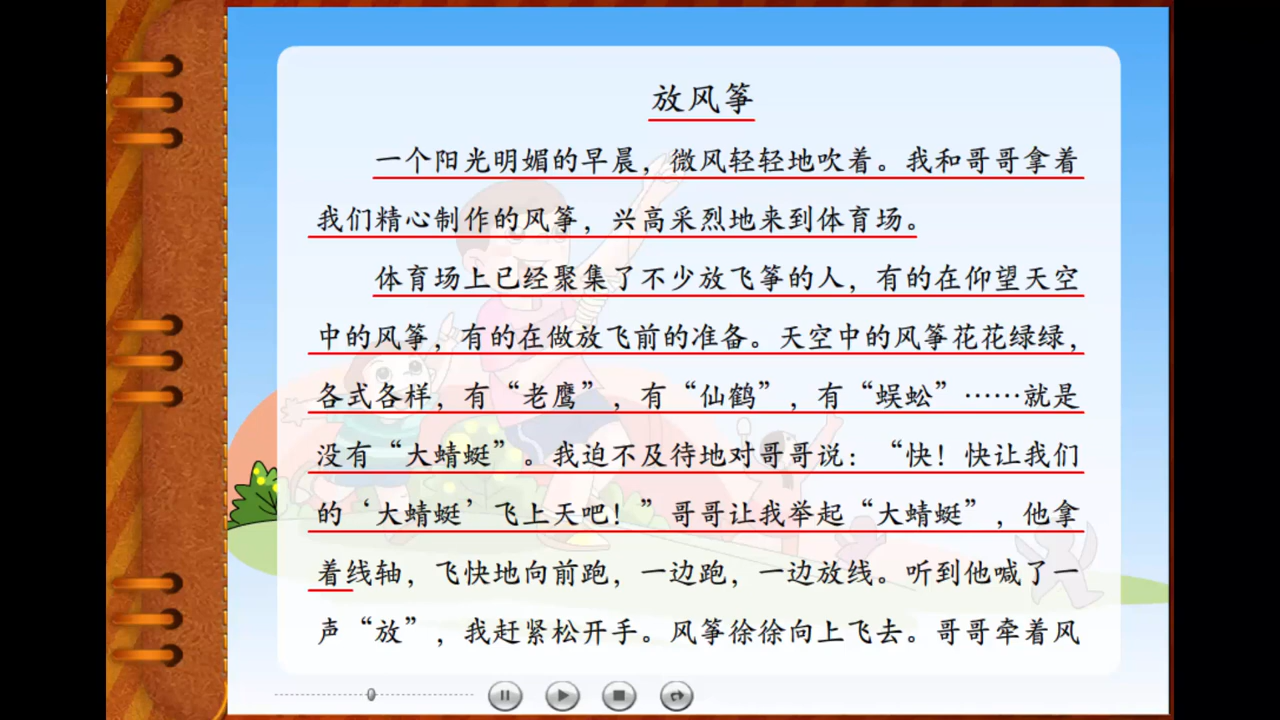 放风筝
一个阳光明媚的早晨，微风轻轻地吹着。我和哥哥拿着
我们精心制作的风筝，兴高采烈地来到体育场。
体育场上已经聚集了不少放飞筝的人，有的在仰望天空
中的风筝，有的在做放飞前的准备。天空中的风筝花花绿绿，
各式各样，有“老鹰”，有“仙鹤”，有“蜈蚣”……就是
没有“大蜻蜓”。我迫不及待地对哥哥说：“快！快让我们
的‘大蜻蜓’飞上天吧！”哥哥让我举起“大蜻蜓”，他拿
着线轴，飞快地向前跑，一边跑，一边放线。听到他喊了一
声“放”，我赶紧松开手。风筝徐徐向上飞去。哥哥牵着风